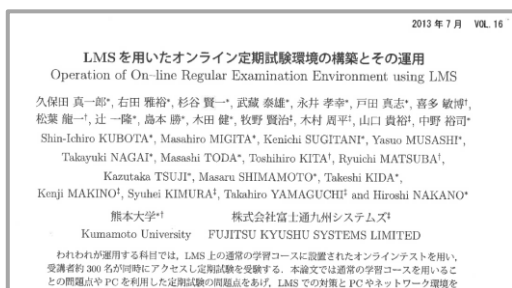 2013 年 7 月 VOL. 16
LMS を用いたオンライン定期試験環境の構築とその運用
Operation of On–line Regular Examination Environment using LMS
久保田 真一郎*, 右田 雅裕*, 杉谷 賢一*, 武藏 泰雄*, 永井 孝幸*, 戸田 真志*, 喜多 敏博†,
松葉 龍一†, 辻 一隆*, 島本 勝*, 木田 健*, 牧野 賢治‡, 木村 周平‡, 山口 貴裕‡, 中野 裕司*
Shin-Ichiro KUBOTA*, Masahiro MIGITA*, Kenichi SUGITANI*, Yasuo MUSASHI*,
Takayuki NAGAI*, Masashi TODA*, Toshihiro KITA†, Ryuichi MATSUBA†,
Kazutaka TSUJI*, Masaru SHIMAMOTO*, Takeshi KIDA*,
Kenji MAKINO‡, Syuhei KIMURA‡, Takahiro YAMAGUCHI‡ and Hiroshi NAKANO*
熊本大学*† 株式会社富士通九州システムズ‡
Kumamoto University FUJITSU KYUSHU SYSTEMS LIMITED
われわれが運用する科目では, LMS 上の通常の学習コースに設置されたオンラインテストを用い,
受講者約 300 名が同時にアクセスし定期試験を受験する. 本論文では通常の学習コースを用いるこ
との問題点や PC を利用した定期試験の問題点をあげ, LMS での対策と PC やネットワーク環境を